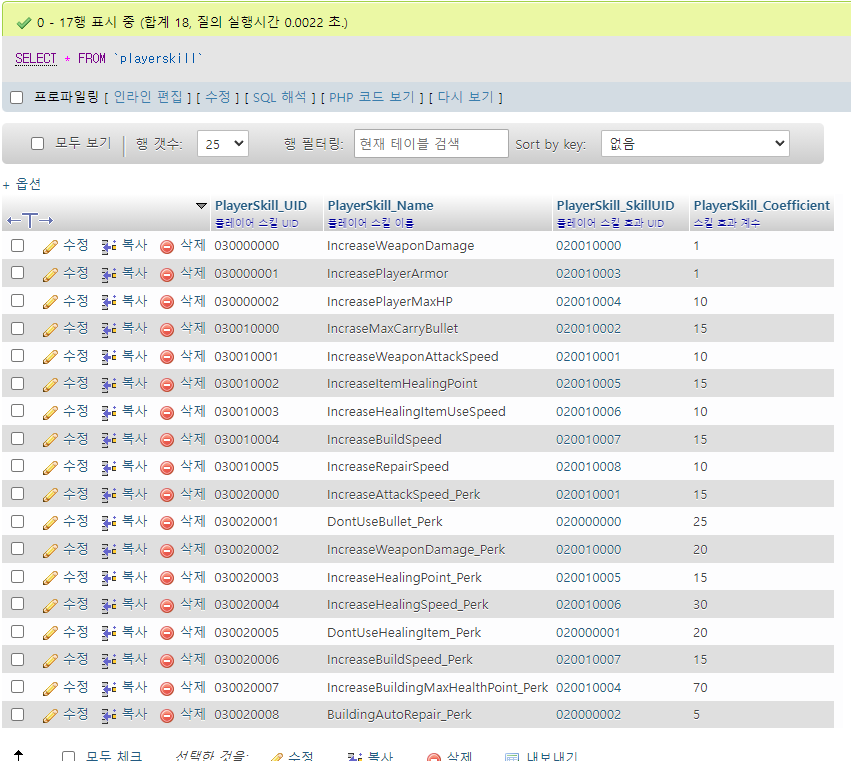 0 - 17행 표시 중 (합계 18, 질의 실행시간 0.0022 초.)
SELECT * FROM `playerskill`
프로파일링 [ 인라인 편집 ] [ 수정 ] [ SQL 해석 ] [ PHP 코드 보기 ] [ 다시 보기 ]
모두 보기 | 행 갯수: 25 행 필터링: 현재 테이블 검색 Sort by key: 없음
+ 옵션
←T→ PlayerSkill_UID PlayerSkill_Name PlayerSkill_SkillUID PlayerSkill_Coefficient
플레이어 스킬 UID 플레이어 스킬 이름 플레이어 스킬 효과 UID 스킬 효과 계수
수정 복사 삭제 030000000 IncreaseWeaponDamage 020010000 1
수정 복사 삭제 030000001 IncreasePlayerArmor 020010003 1
수정 복사 삭제 030000002 IncreasePlayerMaxHP 020010004 10
수정 복사 삭제 030010000 IncraseMaxCarryBullet 020010002 15
수정 복사 삭제 030010001 IncreaseWeaponAttackSpeed 020010001 10
수정 복사 삭제 030010002 IncreaseItemHealingPoint 020010005 15
수정 복사 삭제 030010003 IncreaseHealingItemUseSpeed 020010006 10
수정 복사 삭제 030010004 IncreaseBuildSpeed 020010007 15
수정 복사 삭제 030010005 IncreaseRepairSpeed 020010008 10
수정 복사 삭제 030020000 IncreaseAttackSpeed_Perk 020010001 15
수정 복사 삭제 030020001 DontUseBullet_Perk 020000000 25
수정 복사 삭제 030020002 IncreaseWeaponDamage_Perk 020010000 20
수정 복사 삭제 030020003 IncreaseHealingPoint_Perk 020010005 15
수정 복사 삭제 030020004 IncreaseHealingSpeed_Perk 020010006 30
수정 복사 삭제 030020005 DontUseHealingItem_Perk 020000001 20
수정 복사 삭제 030020006 IncreaseBuildSpeed_Perk 020010007 15
수정 복사 삭제 030020007 IncreaseBuildingMaxHealthPoint_Perk 020010004 70
수정 복사 삭제 030020008 BuildingAutoRepair_Perk 020000002 5
모두 체크 선택한 것을: 수정 복사 삭제 내보내기